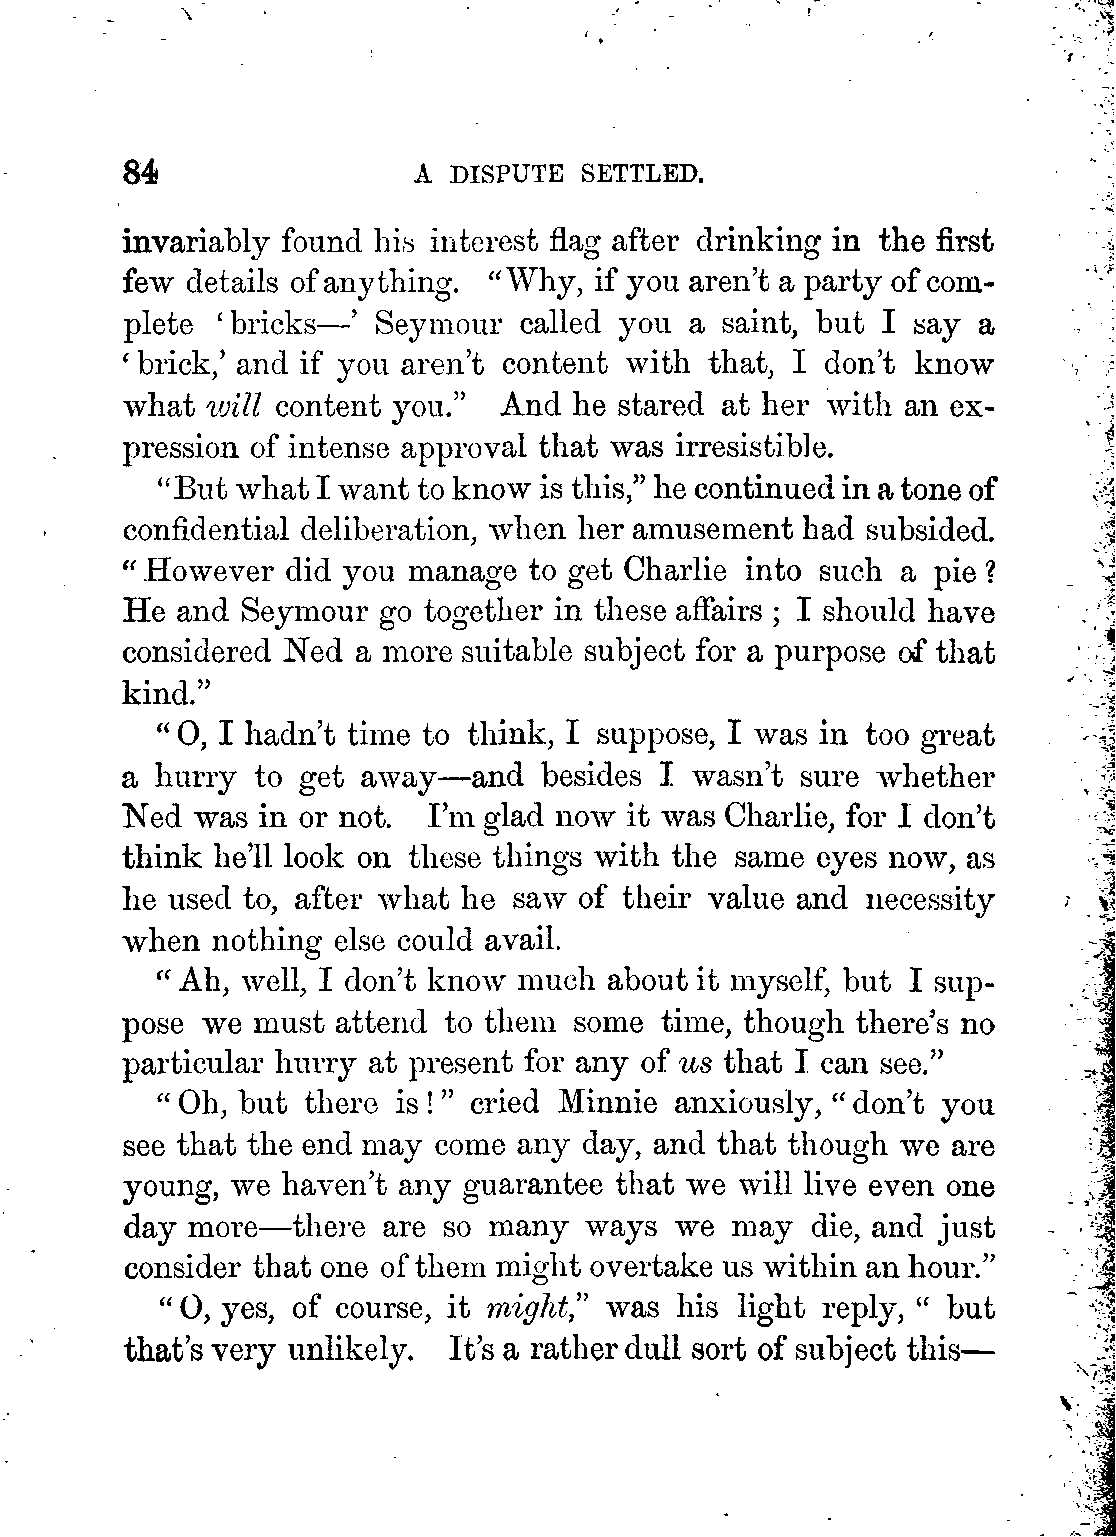 84 A DISPUTE SETTLED.
invariably found his interest flag after drinking in the first
few details of anything. “Why, if you aren’t a party of com-
plete ‘bricks—’ Seymour called you a saint, but I say a
‘brick,’ and if you aren’t content with that, I don’t know
what will content you.” And he stared at her with an ex-
pression of intense approval that was irresistible.
“But what I want to know is this,” he continued in a tone of
confidential deliberation, when her amusement had subsided.
“However did you manage to get Charlie into such a pie?
He and Seymour go together in these affairs; I should have
considered Ned a more suitable subject for a purpose of that
kind.”
“O, I hadn’t time to think, I suppose, I was in too great
a hurry to get away—and besides I wasn’t sure whether
Ned was in or not. I’m glad now it was Charlie, for I don’t
think he’ll look on these things with the same eyes now, as
he used to, after what he saw of their value and necessity
when nothing else could avail.
“Ah, well, I don’t know much about it myself, but I sup-
pose we must attend to them some time, though there’s no
particular hurry at present for any of us that I can see.”
“Oh, but there is!” cried Minnie anxiously, “don’t you
see that the end may come any day, and that though we are
young, we haven’t any guarantee that we will live even one
day more—there are so many ways we may die, and just
consider that one of them might overtake us within an hour.”
“O, yes, of course, it might,” was his light reply, “but
that’s very unlikely. It’s a rather dull sort of subject this—